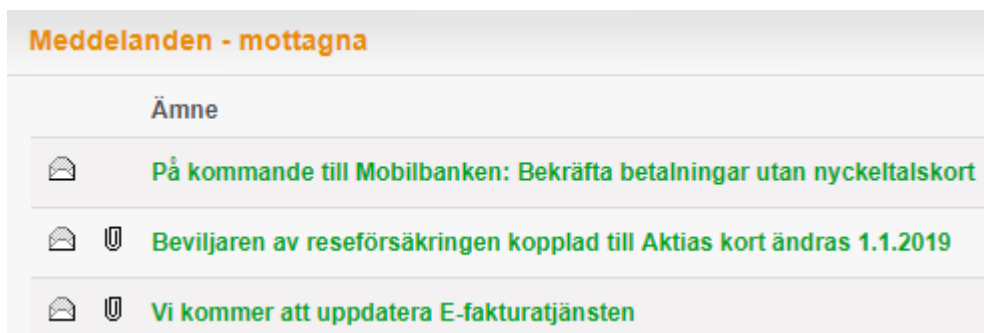 Meddelanden - mottagna
Ämne
På kommande till Mobilbanken: Bekräfta betalningar utan nyckeltalskort
Beviljaren av reseförsäkringen kopplad till Aktias kort ändras 1.1.2019
Vi kommer att uppdatera E-fakturatjänsten